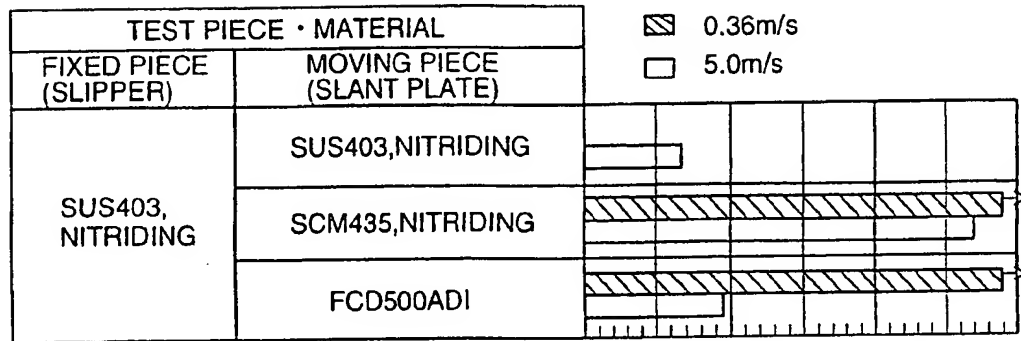 TEST PIECE・MATERIAL
FIXED PIECE
(SLIPPER)
MOVING PIECE
(SLANT PLATE)
0.36m/s
5.0m/s
SUS403,
NITRIDING
SUS403,NITRIDING
SCM435,NITRIDING
FCD500ADI